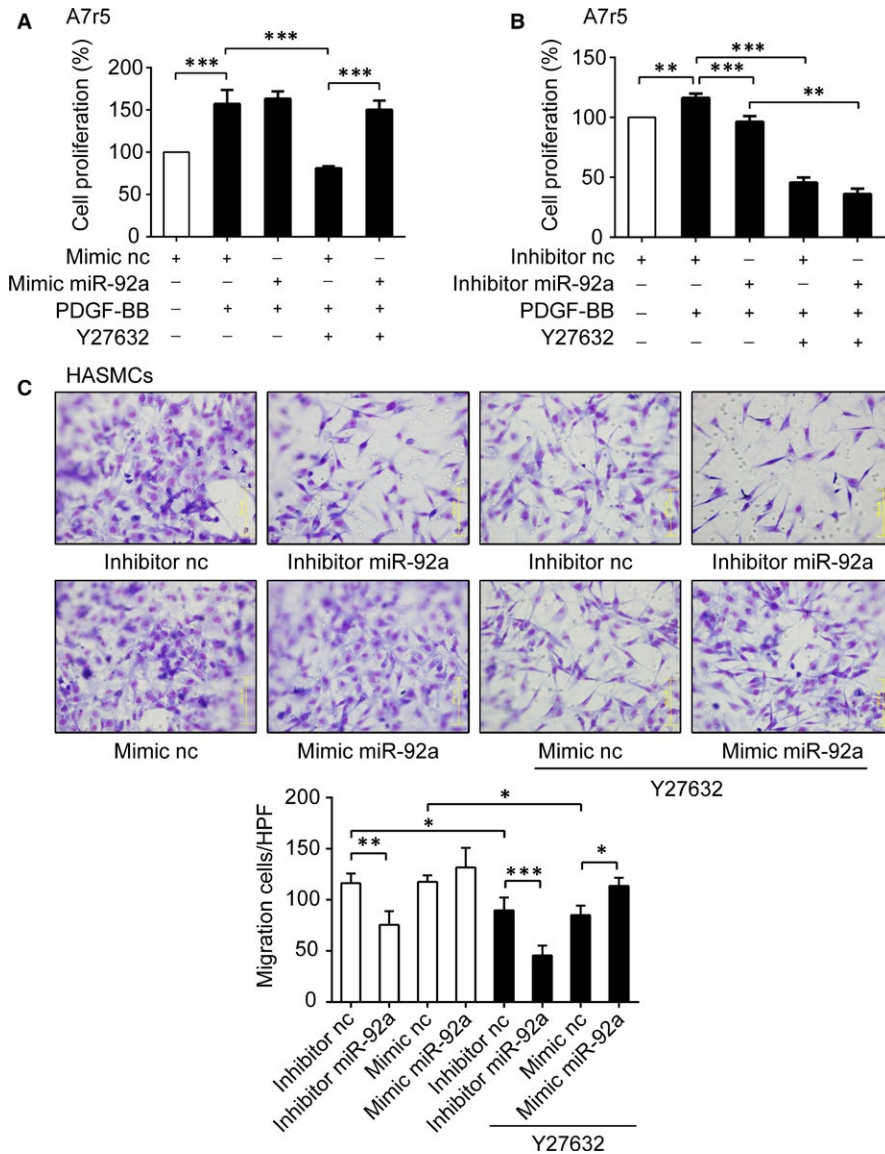 A A7r5
Cell proliferation (%)
200
150
100
50
0
*** *** ***
Mimic nc + + – + –
Mimic miR-92a – – + – +
PDGF-BB – + + + +
Y27632 – – – + +
B A7r5
Cell proliferation (%)
150
100
50
0
** *** *** **
Inhibitor nc + + – + –
Inhibitor miR-92a – – + – +
PDGF-BB – + + + +
Y27632 – – – + +
C HASMCs
Inhibitor nc Inhibitor miR-92a Inhibitor nc Inhibitor miR-92a
Mimic nc Mimic miR-92a Mimic nc Mimic miR-92a
Y27632
Migration cells/HPF
200
150
100
50
0
* * ** *** *
Inhibitor nc
Inhibitor miR-92a
Mimic nc
Mimic miR-92a
Inhibitor nc
Inhibitor miR-92a
Mimic nc
Mimic miR-92a
Y27632